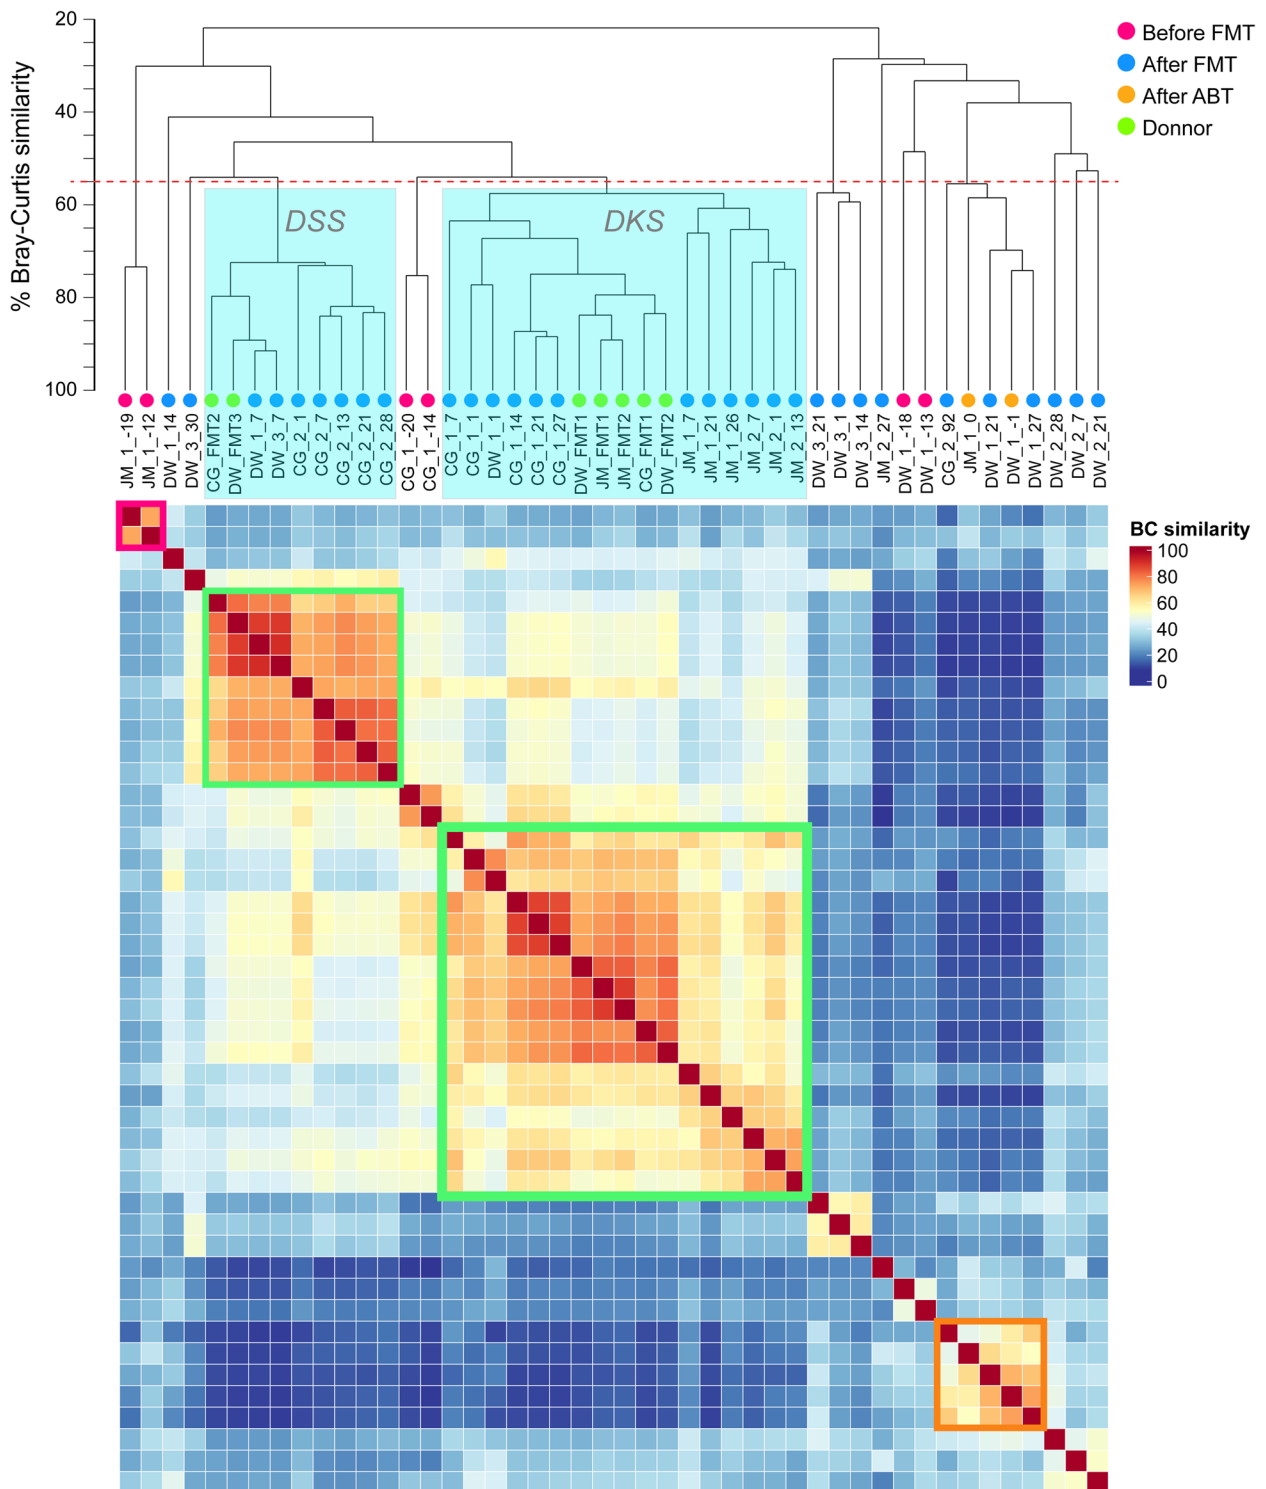 20
40
60
80
100
% Bray-Curtis similarity
Before FMT
After FMT
After ABT
Donnor
DSS
DKS
JM_1_-19
JM_1_-12
DW_1_14
DW_3_30
CG_FMT2
DW_FMT3
DW_1_7
DW_3_7
CG_2_1
CG_2_7
CG_2_13
CG_2_21
CG_2_28
CG_1_-20
CG_1_-14
CG_1_7
CG_1_1
DW_1_1
CG_1_14
CG_1_21
CG_1_27
DW_FMT1
JM_FMT1
JM_FMT2
CG_FMT1
DW_FMT2
JM_1_7
JM_1_21
JM_1_26
JM_2_7
JM_2_1
JM_2_13
DW_3_21
DW_3_1
DW_3_14
JM_2_27
DW_1_-18
DW_1_-13
CG_2_92
JM_1_0
DW_1_21
DW_1_-1
DW_1_27
DW_2_28
DW_2_7
DW_2_21
BC similarity
100
80
60
40
20
0